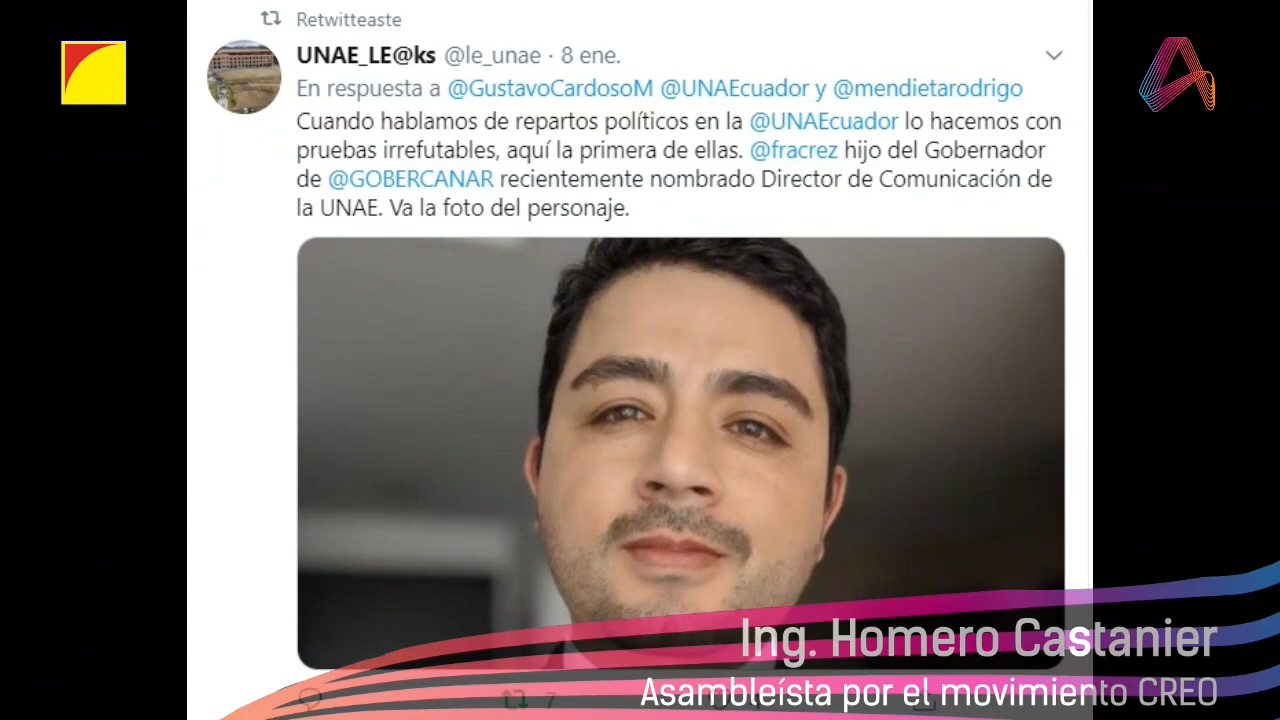 Retwitteaste
UNAE_LE@ks @le_unae · 8 ene.
En respuesta a @GustavoCardosoM @UNAEcuador y @mendietarodrigo
Cuando hablamos de repartos políticos en la @UNAEcuador lo hacemos con
pruebas irrefutables, aquí la primera de ellas. @fracrez hijo del Gobernador
de @GOBERCANAR recientemente nombrado Director de Comunicación de
la UNAE. Va la foto del personaje.
Ing. Homero Castanier
Asambleísta por el movimiento CREO
7